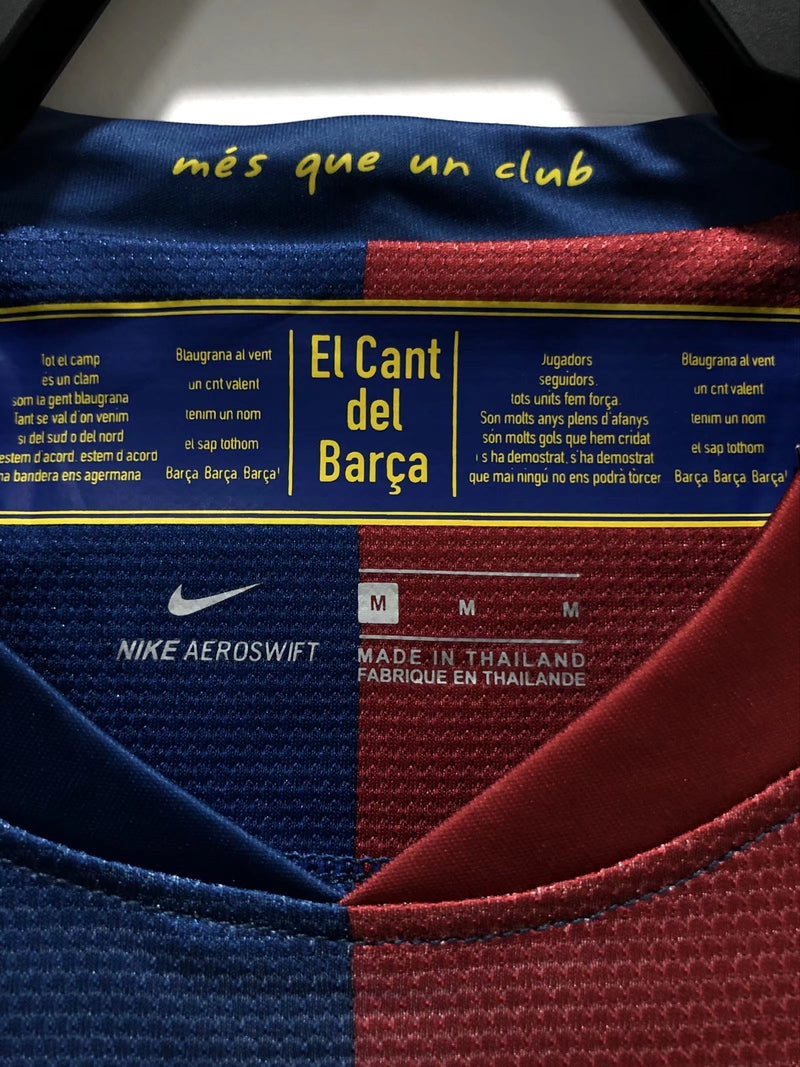 més que un club
Tot el camp
és un clam
som la gent blaugrana
Tant se val d'on venim
si del sud o del nord
estem d'acord, estem d'acord
na bandera ens agermana
Blaugrana al vent
un cnt valent
tenim un nom
el sap tothom
Barça Barça Barça!
El Cant
del
Barça
Jugadors
seguidors,
tots units fem força.
Son molts anys plens d'afanys
són molts gols que hem cridat
i s'ha demostrat, s'ha demostrat
que mai ningú no ens podrà tòrcer
Blaugrana al vent
un cnt valent
tenim un nom
el sap tothom
Barça Barça Barça!
NIKE AEROSWIFT
M M M
MADE IN THAILAND
FABRIQUE EN THAILANDE